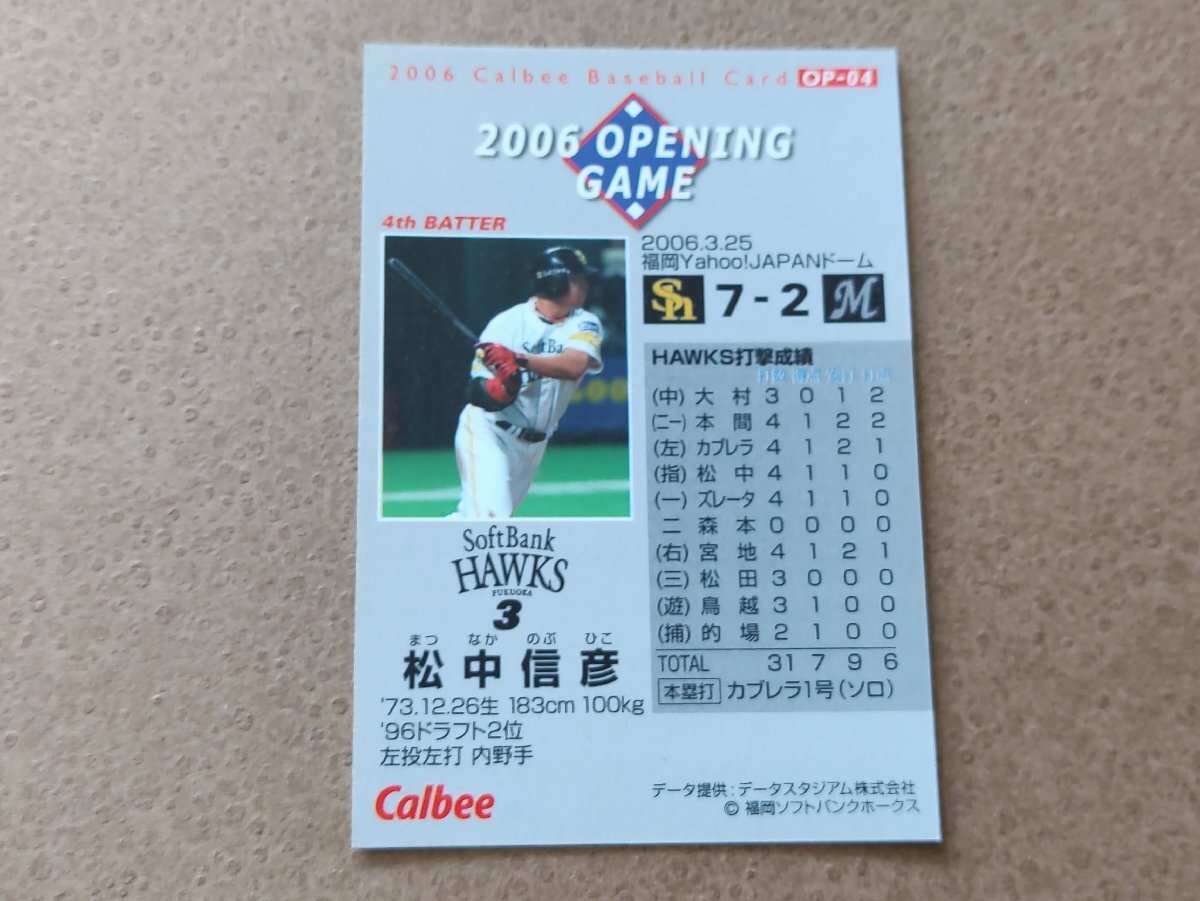 2006 Calbee Baseball Card OP-04
2006 OPENING
GAME
4th BATTER
2006.3.25
福岡Yahoo!JAPANドーム
Sh 7-2 M
HAWKS打撃成績
打数 得点 安打 打点
(中) 大村 3 0 1 2
(二一) 本間 4 1 2 2
(左) カブレラ 4 1 2 1
(指) 松中 4 1 1 0
(一) ズレータ 4 1 1 0
二 森本 0 0 0 0
(右) 宮地 4 1 2 1
(三) 松田 3 0 0 0
(遊) 鳥越 3 1 0 0
(捕) 的場 2 1 0 0
TOTAL 31 7 9 6
本塁打 カブレラ1号(ソロ)
SoftBank
HAWKS
FUKUOKA
3
まつ なか のぶ ひこ
松中信彦
'73.12.26生 183cm 100kg
'96ドラフト2位
左投左打 内野手
Calbee
データ提供:データスタジアム株式会社
© 福岡ソフトバンクホークス